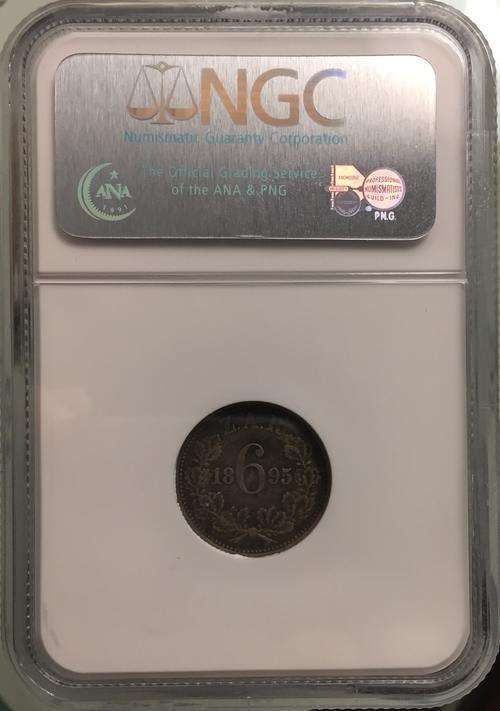 NGC
Numismatic Guaranty Corporation
The Official Grading Service
of the ANA & PNG
ANA
1891
PROFESSIONAL
NUMISMATISTS
GUILD - INC.
P.N.G.
Z.A.R.
18 6 95